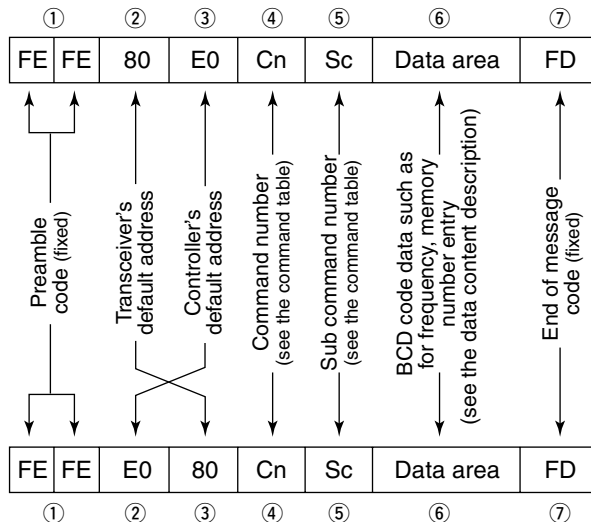 ① ② ③ ④ ⑤ ⑥ ⑦
FE FE 80 E0 Cn Sc Data area FD
Preamble
code (fixed)
Transceiver's
default address
Controller's
default address
Command number
(see the command table)
Sub command number
(see the command table)
BCD code data such as
for frequency, memory
number entry
(see the data content description)
End of message
code (fixed)
FE FE E0 80 Cn Sc Data area FD
① ② ③ ④ ⑤ ⑥ ⑦